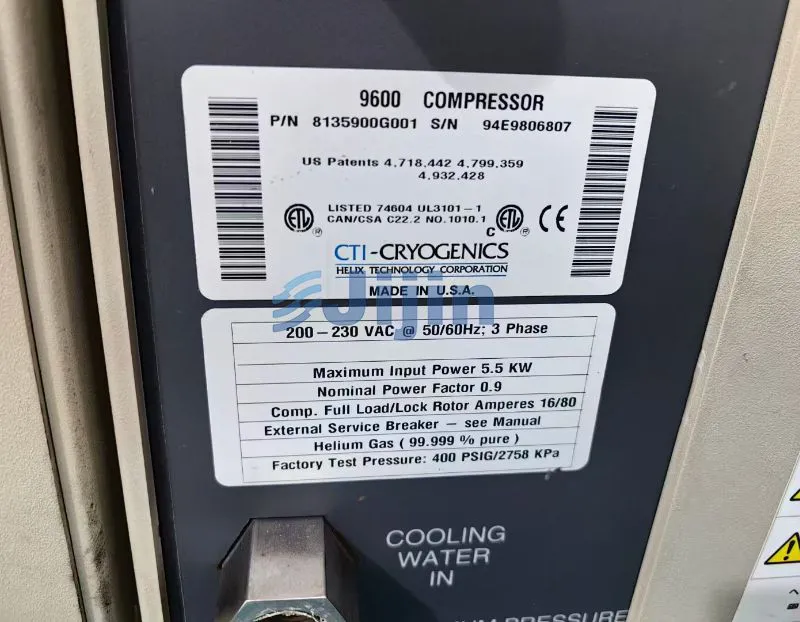 9600 COMPRESSOR
P/N 8135900G001 S/N 94E9806807
US Patents 4,718,442 4,799,359
4,932,428
LISTED 74604 UL3101-1
CAN/CSA C22.2 NO.1010.1
ETL
C ETL CE
CTI-CRYOGENICS
HELIX TECHNOLOGY CORPORATION
MADE IN U.S.A.
Jijin
200-230 VAC @ 50/60Hz; 3 Phase
Maximum Input Power 5.5 KW
Nominal Power Factor 0.9
Comp. Full Load/Lock Rotor Amperes 16/80
External Service Breaker - see Manual
Helium Gas ( 99.999 % pure )
Factory Test Pressure: 400 PSIG/2758 KPa
COOLING
WATER
IN
PRESSURE